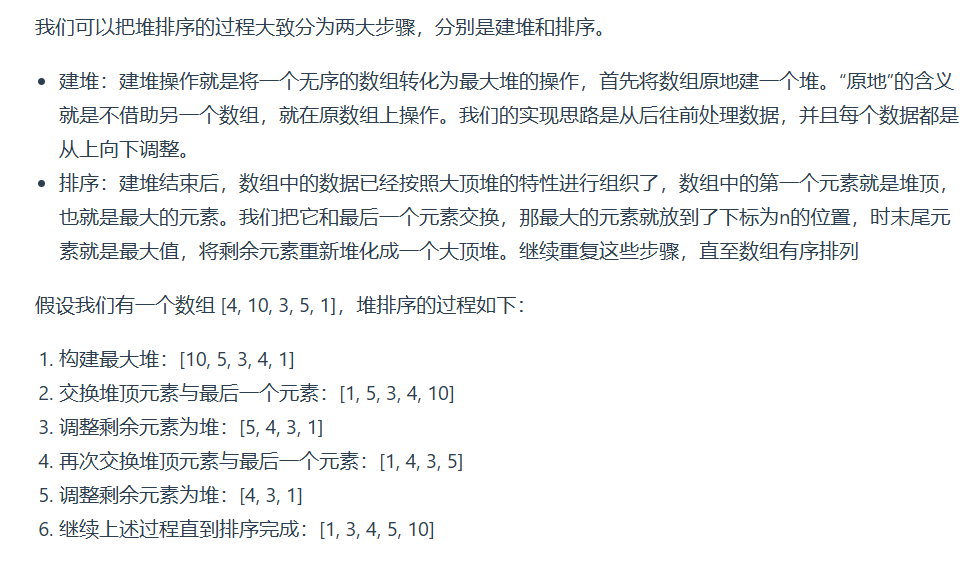 我们可以把堆排序的过程大致分为两大步骤，分别是建堆和排序。
• 建堆：建堆操作就是将一个无序的数组转化为最大堆的操作，首先将数组原地建一个堆。“原地”的含义
就是不借助另一个数组，就在原数组上操作。我们的实现思路是从后往前处理数据，并且每个数据都是
从上向下调整。
• 排序：建堆结束后，数组中的数据已经按照大顶堆的特性进行组织了，数组中的第一个元素就是堆顶，
也就是最大的元素。我们把它和最后一个元素交换，那最大的元素就放到了下标为n的位置，时末尾元
素就是最大值，将剩余元素重新堆化成一个大顶堆。继续重复这些步骤，直至数组有序排列
假设我们有一个数组 [4, 10, 3, 5, 1]，堆排序的过程如下：
1. 构建最大堆：[10, 5, 3, 4, 1]
2. 交换堆顶元素与最后一个元素：[1, 5, 3, 4, 10]
3. 调整剩余元素为堆：[5, 4, 3, 1]
4. 再次交换堆顶元素与最后一个元素：[1, 4, 3, 5]
5. 调整剩余元素为堆：[4, 3, 1]
6. 继续上述过程直到排序完成：[1, 3, 4, 5, 10]